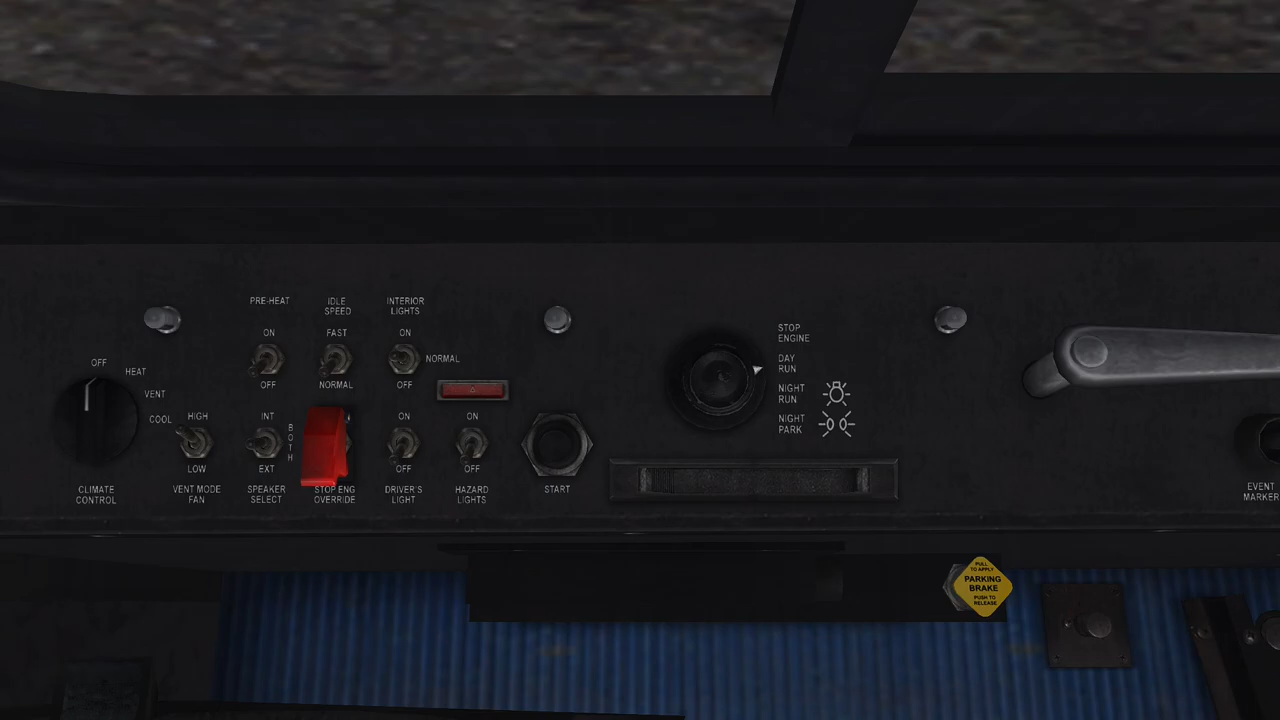 PRE-HEAT
ON
OFF
IDLE
SPEED
FAST
NORMAL
INTERIOR
LIGHTS
ON
NORMAL
OFF
OFF
HEAT
VENT
COOL
CLIMATE
CONTROL
HIGH
LOW
VENT MODE
FAN
INT
BOTH
EXT
SPEAKER
SELECT
STOP ENG
OVERRIDE
ON
OFF
DRIVER'S
LIGHT
ON
OFF
HAZARD
LIGHTS
START
STOP
ENGINE
DAY
RUN
NIGHT
RUN
NIGHT
PARK
EVENT
MARKER
PULL
TO APPLY
PARKING
BRAKE
PUSH TO
RELEASE